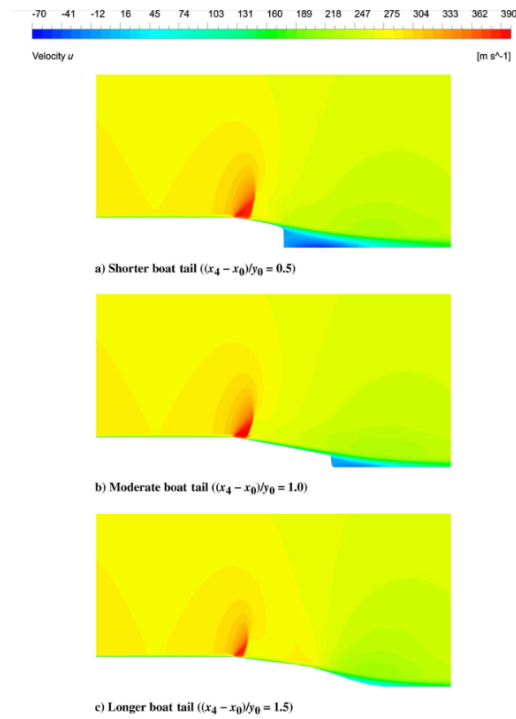 -70 -41 -12 16 45 74 103 131 160 189 218 247 275 304 333 362 390
Velocity u [m s^-1]
a) Shorter boat tail ((x₄ − x₀)/y₀ = 0.5)
b) Moderate boat tail ((x₄ − x₀)/y₀ = 1.0)
c) Longer boat tail ((x₄ − x₀)/y₀ = 1.5)